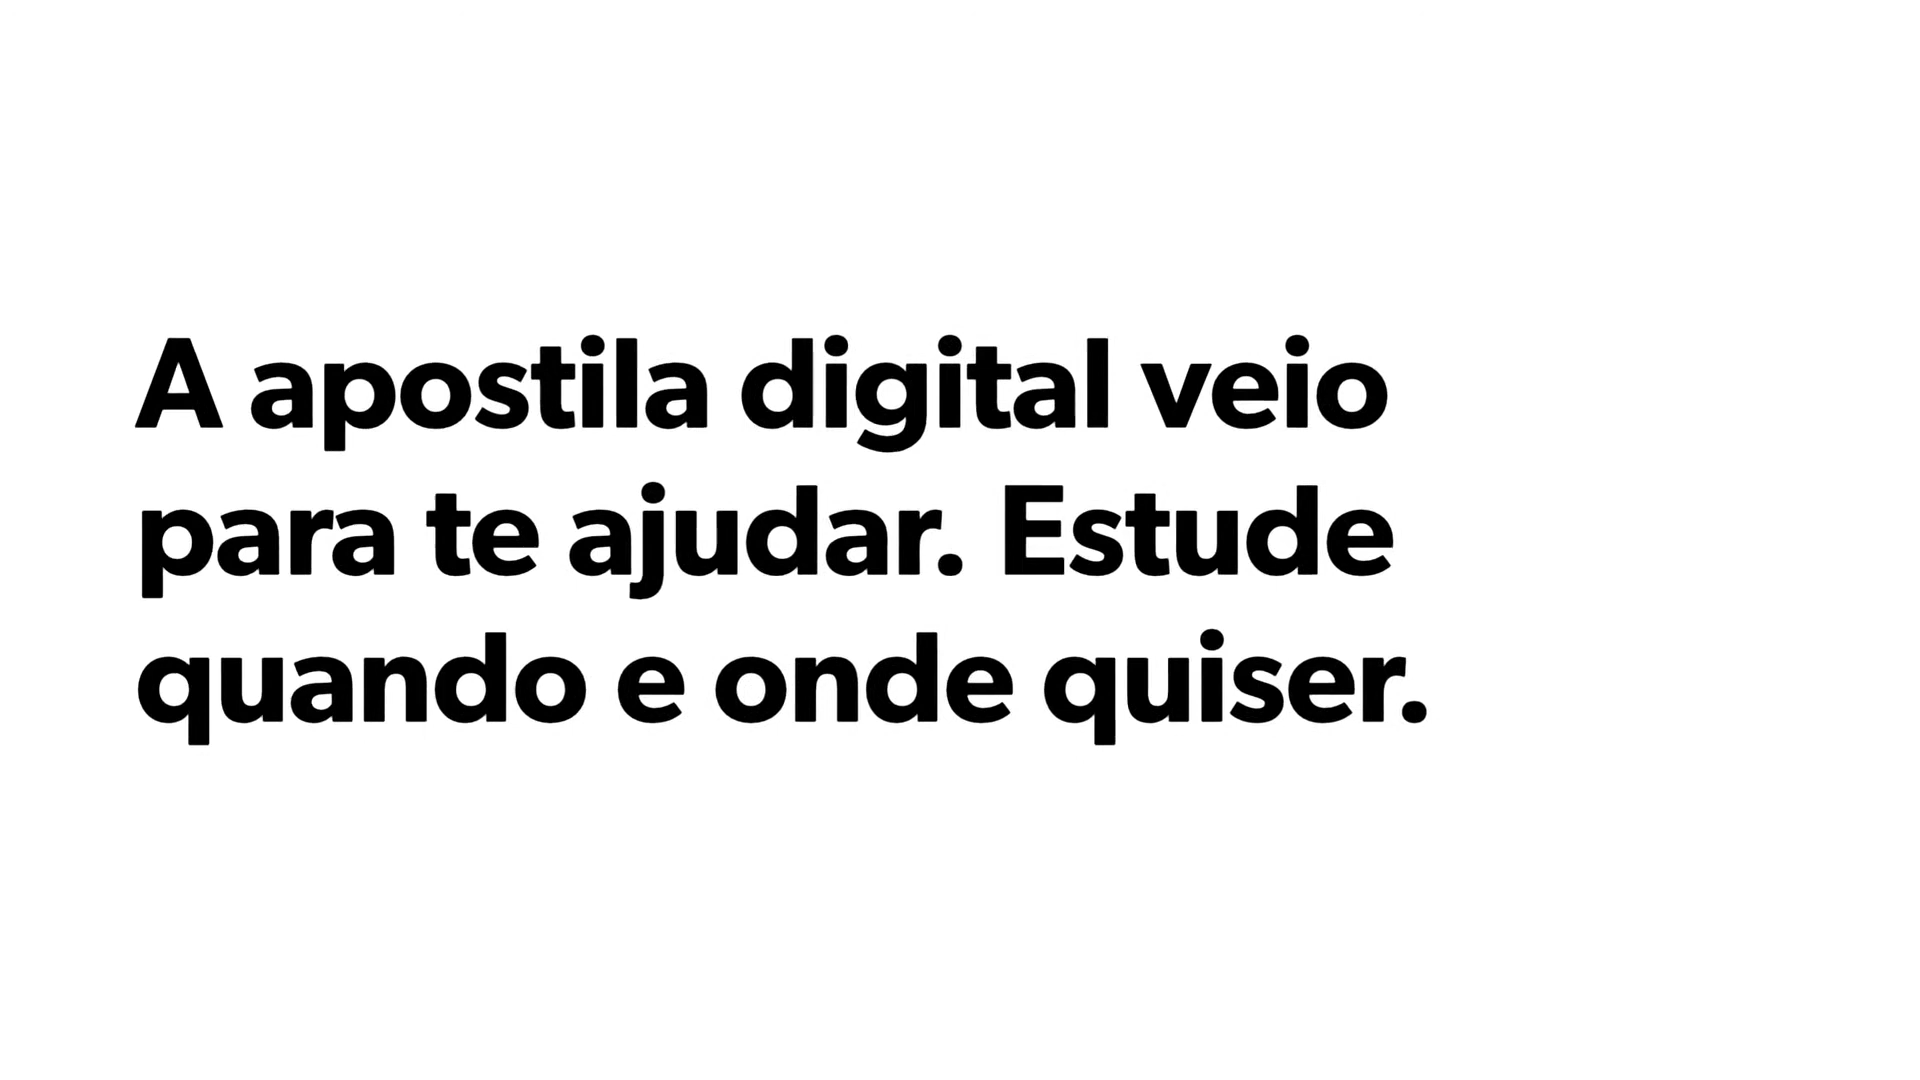 A apostila digital veio
para te ajudar. Estude
quando e onde quiser.